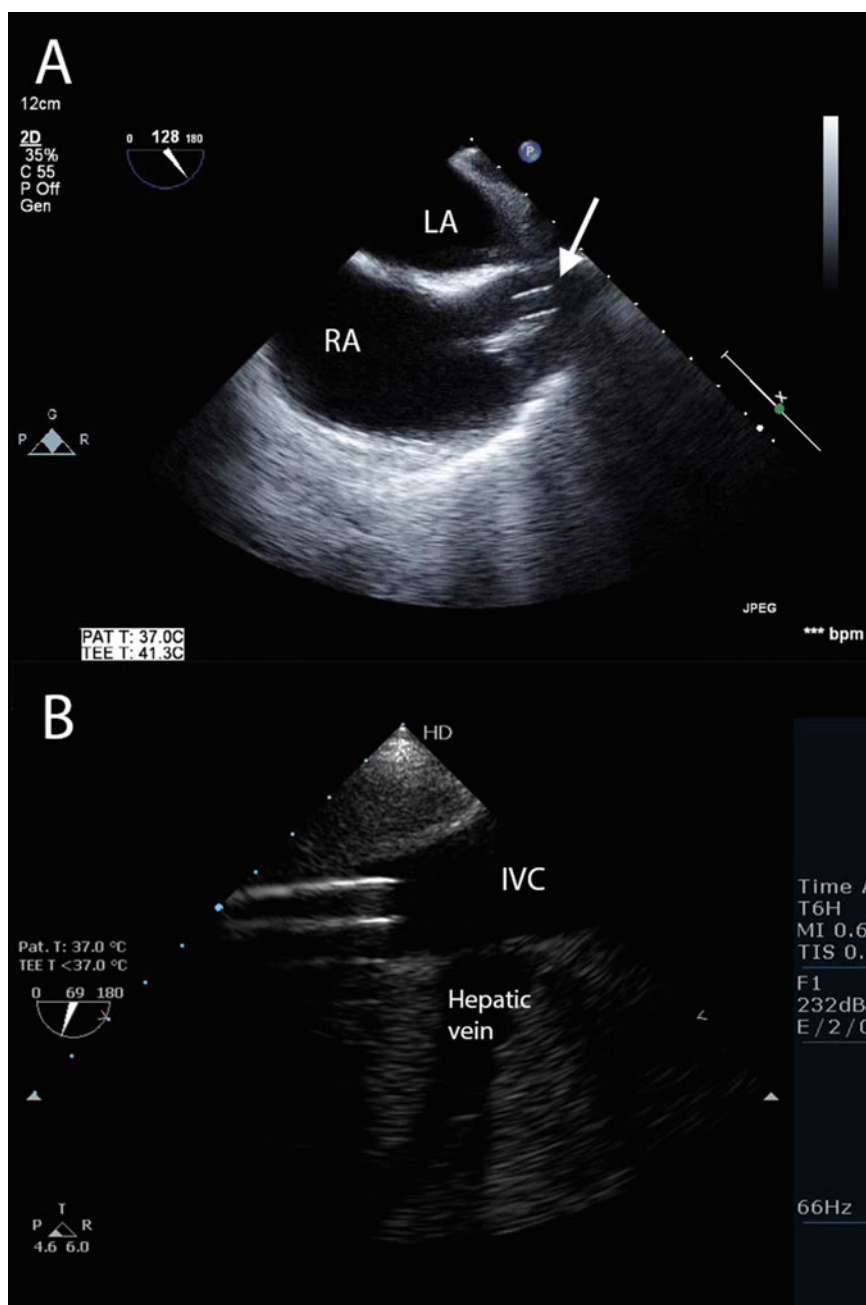 A
12cm
2D
35%
C 55
P Off
Gen
0 128 180
P
LA
RA
G
P R
x
JPEG
*** bpm
PAT T: 37.0C
TEE T: 41.3C
B
HD
IVC
Pat. T: 37.0 °C
TEE T <37.0 °C
0 69 180
Hepatic
vein
T6H
MI 0.6
TIS 0.
F1
232dB
66Hz
T
P R
4.6 6.0